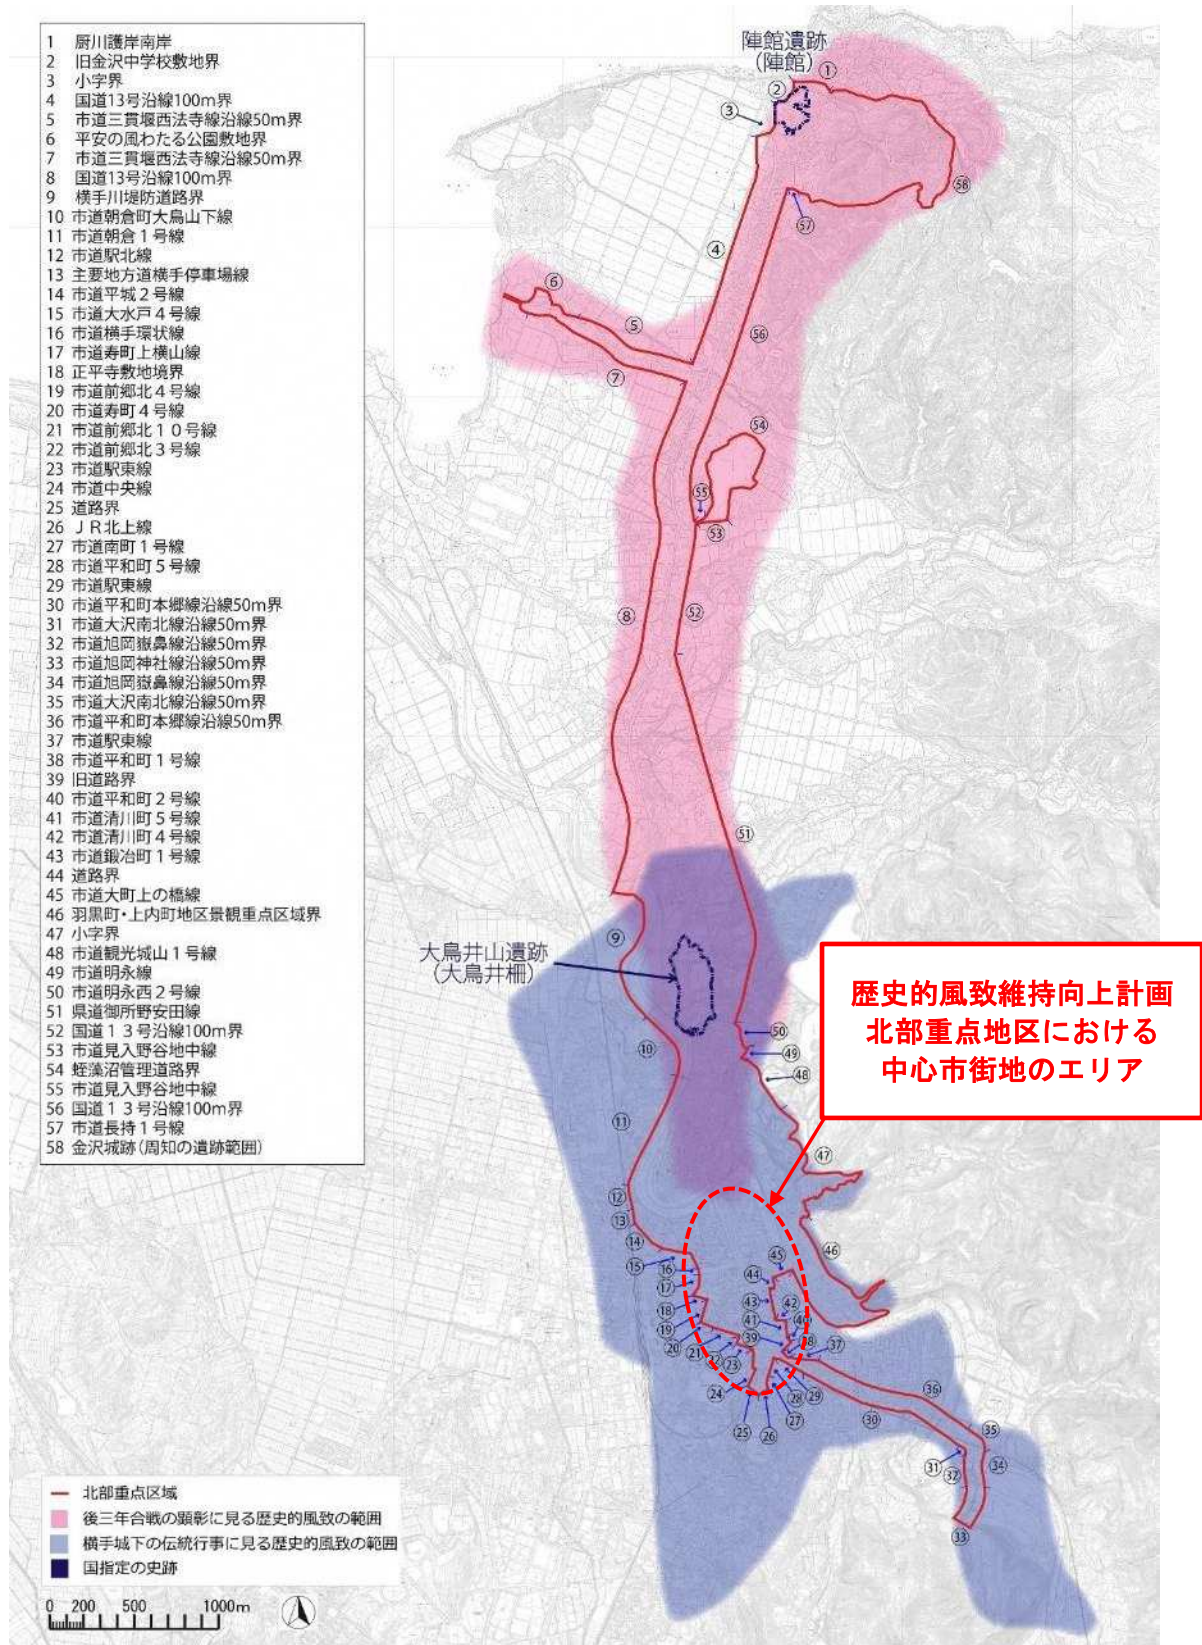 1 厨川護岸南岸
2 旧金沢中学校敷地界
3 小字界
4 国道13号沿線100m界
5 市道三貫堰西法寺線沿線50m界
6 平安の風わたる公園敷地界
7 市道三貫堰西法寺線沿線50m界
8 国道13号沿線100m界
9 横手川堤防道路界
10 市道朝倉町大鳥山下線
11 市道朝倉1号線
12 市道駅北線
13 主要地方道横手停車場線
14 市道平城2号線
15 市道大水戸4号線
16 市道横手環状線
17 市道寿町上横山線
18 正平寺敷地境界
19 市道前郷北4号線
20 市道寿町4号線
21 市道前郷北10号線
22 市道前郷北3号線
23 市道駅東線
24 市道中央線
25 道路界
26 JR北上線
27 市道南町1号線
28 市道平和町5号線
29 市道駅東線
30 市道平和町本郷線沿線50m界
31 市道大沢南北線沿線50m界
32 市道旭岡嶽鼻線沿線50m界
33 市道旭岡神社線沿線50m界
34 市道旭岡嶽鼻線沿線50m界
35 市道大沢南北線沿線50m界
36 市道平和町本郷線沿線50m界
37 市道駅東線
38 市道平和町1号線
39 旧道路界
40 市道平和町2号線
41 市道清川町5号線
42 市道清川町4号線
43 市道鍛冶町1号線
44 道路界
45 市道大町上の橋線
46 羽黒町・上内町地区景観重点区域界
47 小字界
48 市道観光城山1号線
49 市道明永線
50 市道明永西2号線
51 県道御所野安田線
52 国道13号沿線100m界
53 市道見入野谷地中線
54 蛭藻沼管理道路界
55 市道見入野谷地中線
56 国道13号沿線100m界
57 市道長持1号線
58 金沢城跡(周知の遺跡範囲)
陣館遺跡
(陣館)
①
②
③
④
⑤
⑥
⑦
⑧
㊽
㊼
㊻
㊹
㊺
㊸
㊷
㊶
大鳥井山遺跡
(大鳥井柵)
歴史的風致維持向上計画
北部重点地区における
中心市街地のエリア
北部重点区域
後三年合戦の顕彰に見る歴史的風致の範囲
横手城下の伝統行事に見る歴史的風致の範囲
国指定の史跡
0 200 500 1000m